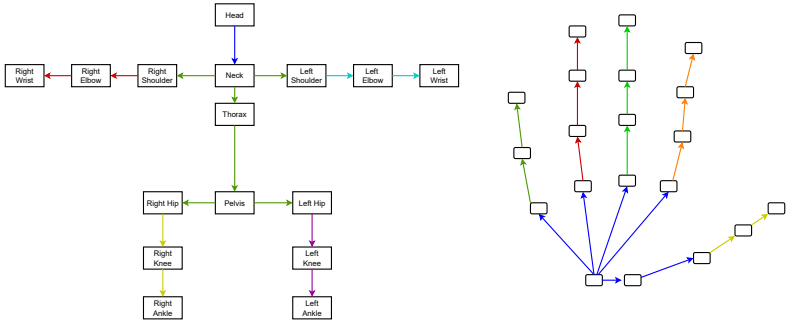 Head
Right
Wrist
Right
Elbow
Right
Shoulder
Neck
Left
Shoulder
Left
Elbow
Left
Wrist
Thorax
Right Hip
Pelvis
Left Hip
Right
Knee
Left
Knee
Right
Ankle
Left
Ankle